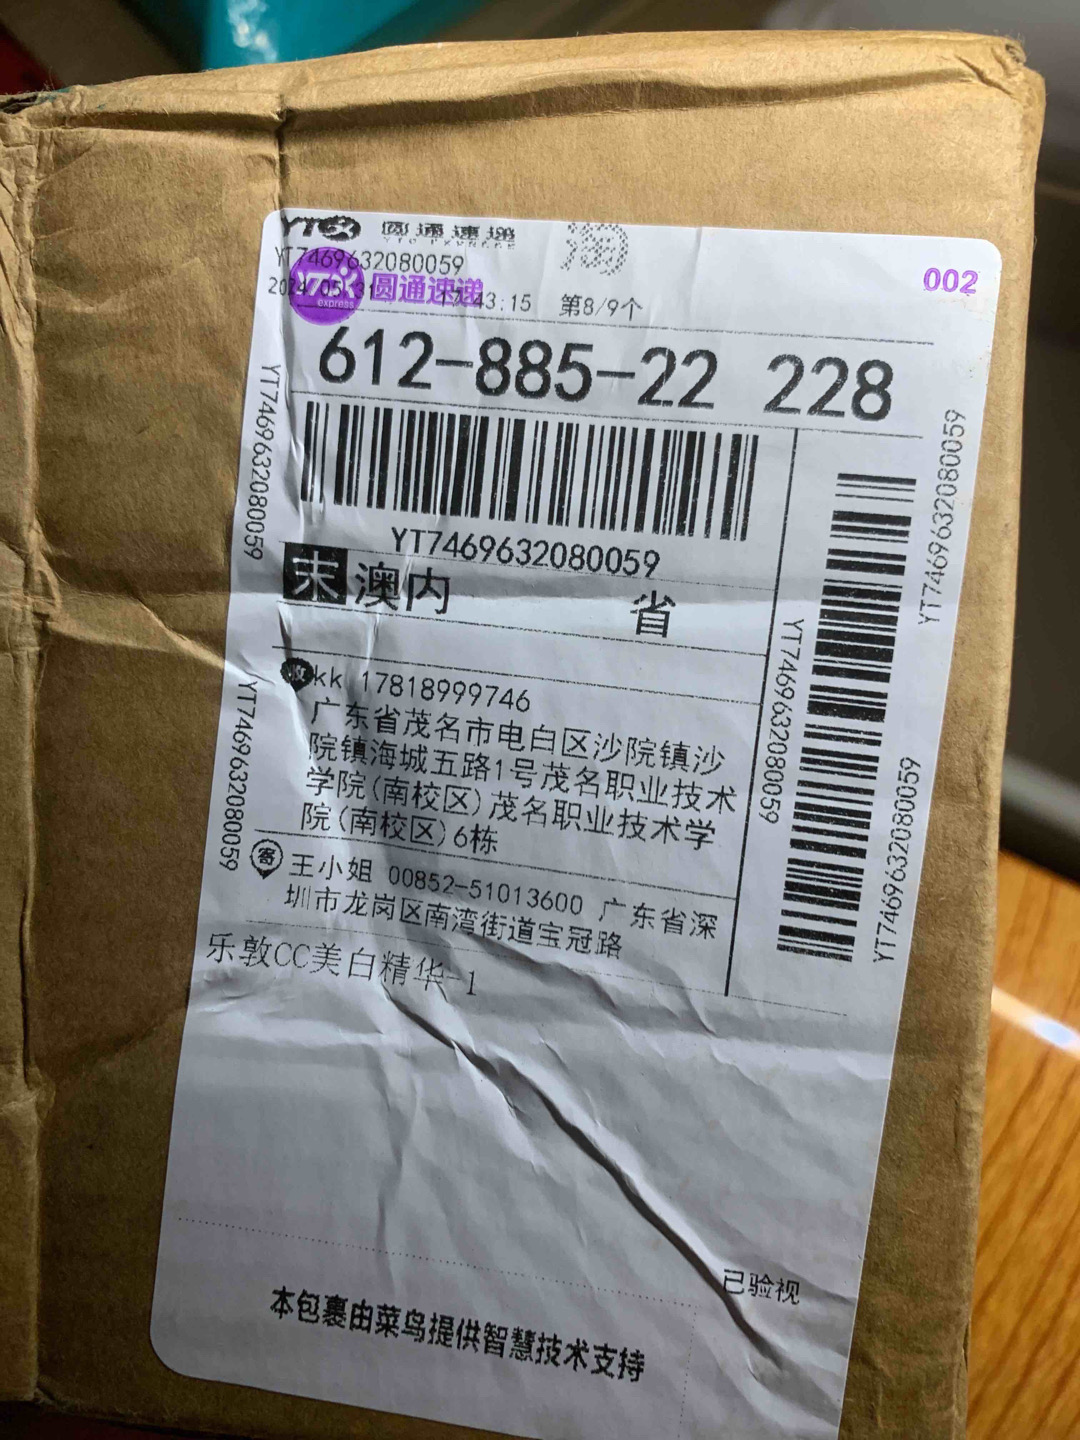 YTO 圆通速递
YTO EXPRESS
YT7469632080059
圆通速递
express
002
17:43:15 第8/9个
612-885-22 228
YT7469632080059
YT7469632080059
末 澳内 省
YT7469632080059
收 kk 17818999746
广东省茂名市电白区沙院镇沙
院镇海城五路1号茂名职业技术
学院(南校区)茂名职业技术学
院(南校区)6栋
YT7469632080059
寄 王小姐 00852-51013600 广东省深
圳市龙岗区南湾街道宝冠路
乐敦CC美白精华-1
YT7469632080059
YT7469632080059
YT7469632080059
已验视
本包裹由菜鸟提供智慧技术支持